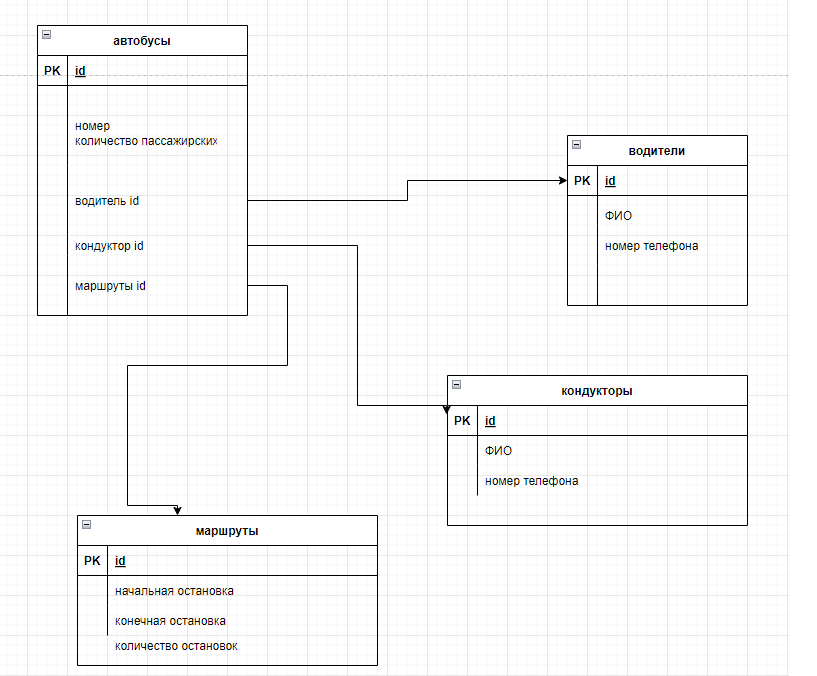 автобусы
PK id
номер
количество пассажирских
водитель id
кондуктор id
маршруты id
водители
PK id
ФИО
номер телефона
кондукторы
PK id
ФИО
номер телефона
маршруты
PK id
начальная остановка
конечная остановка
количество остановок